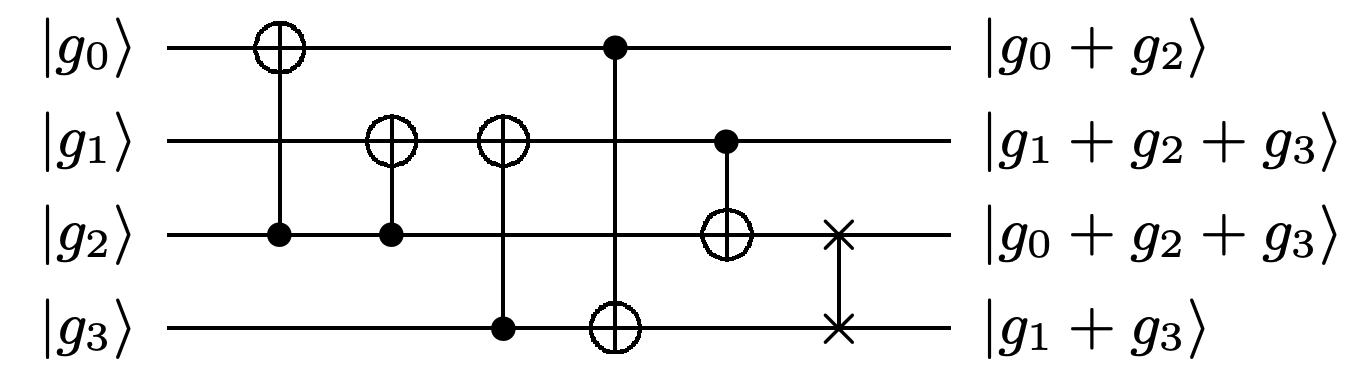 |g₀⟩ |g₀ + g₂⟩
|g₁⟩ |g₁ + g₂ + g₃⟩
|g₂⟩ |g₀ + g₂ + g₃⟩
|g₃⟩ |g₁ + g₃⟩